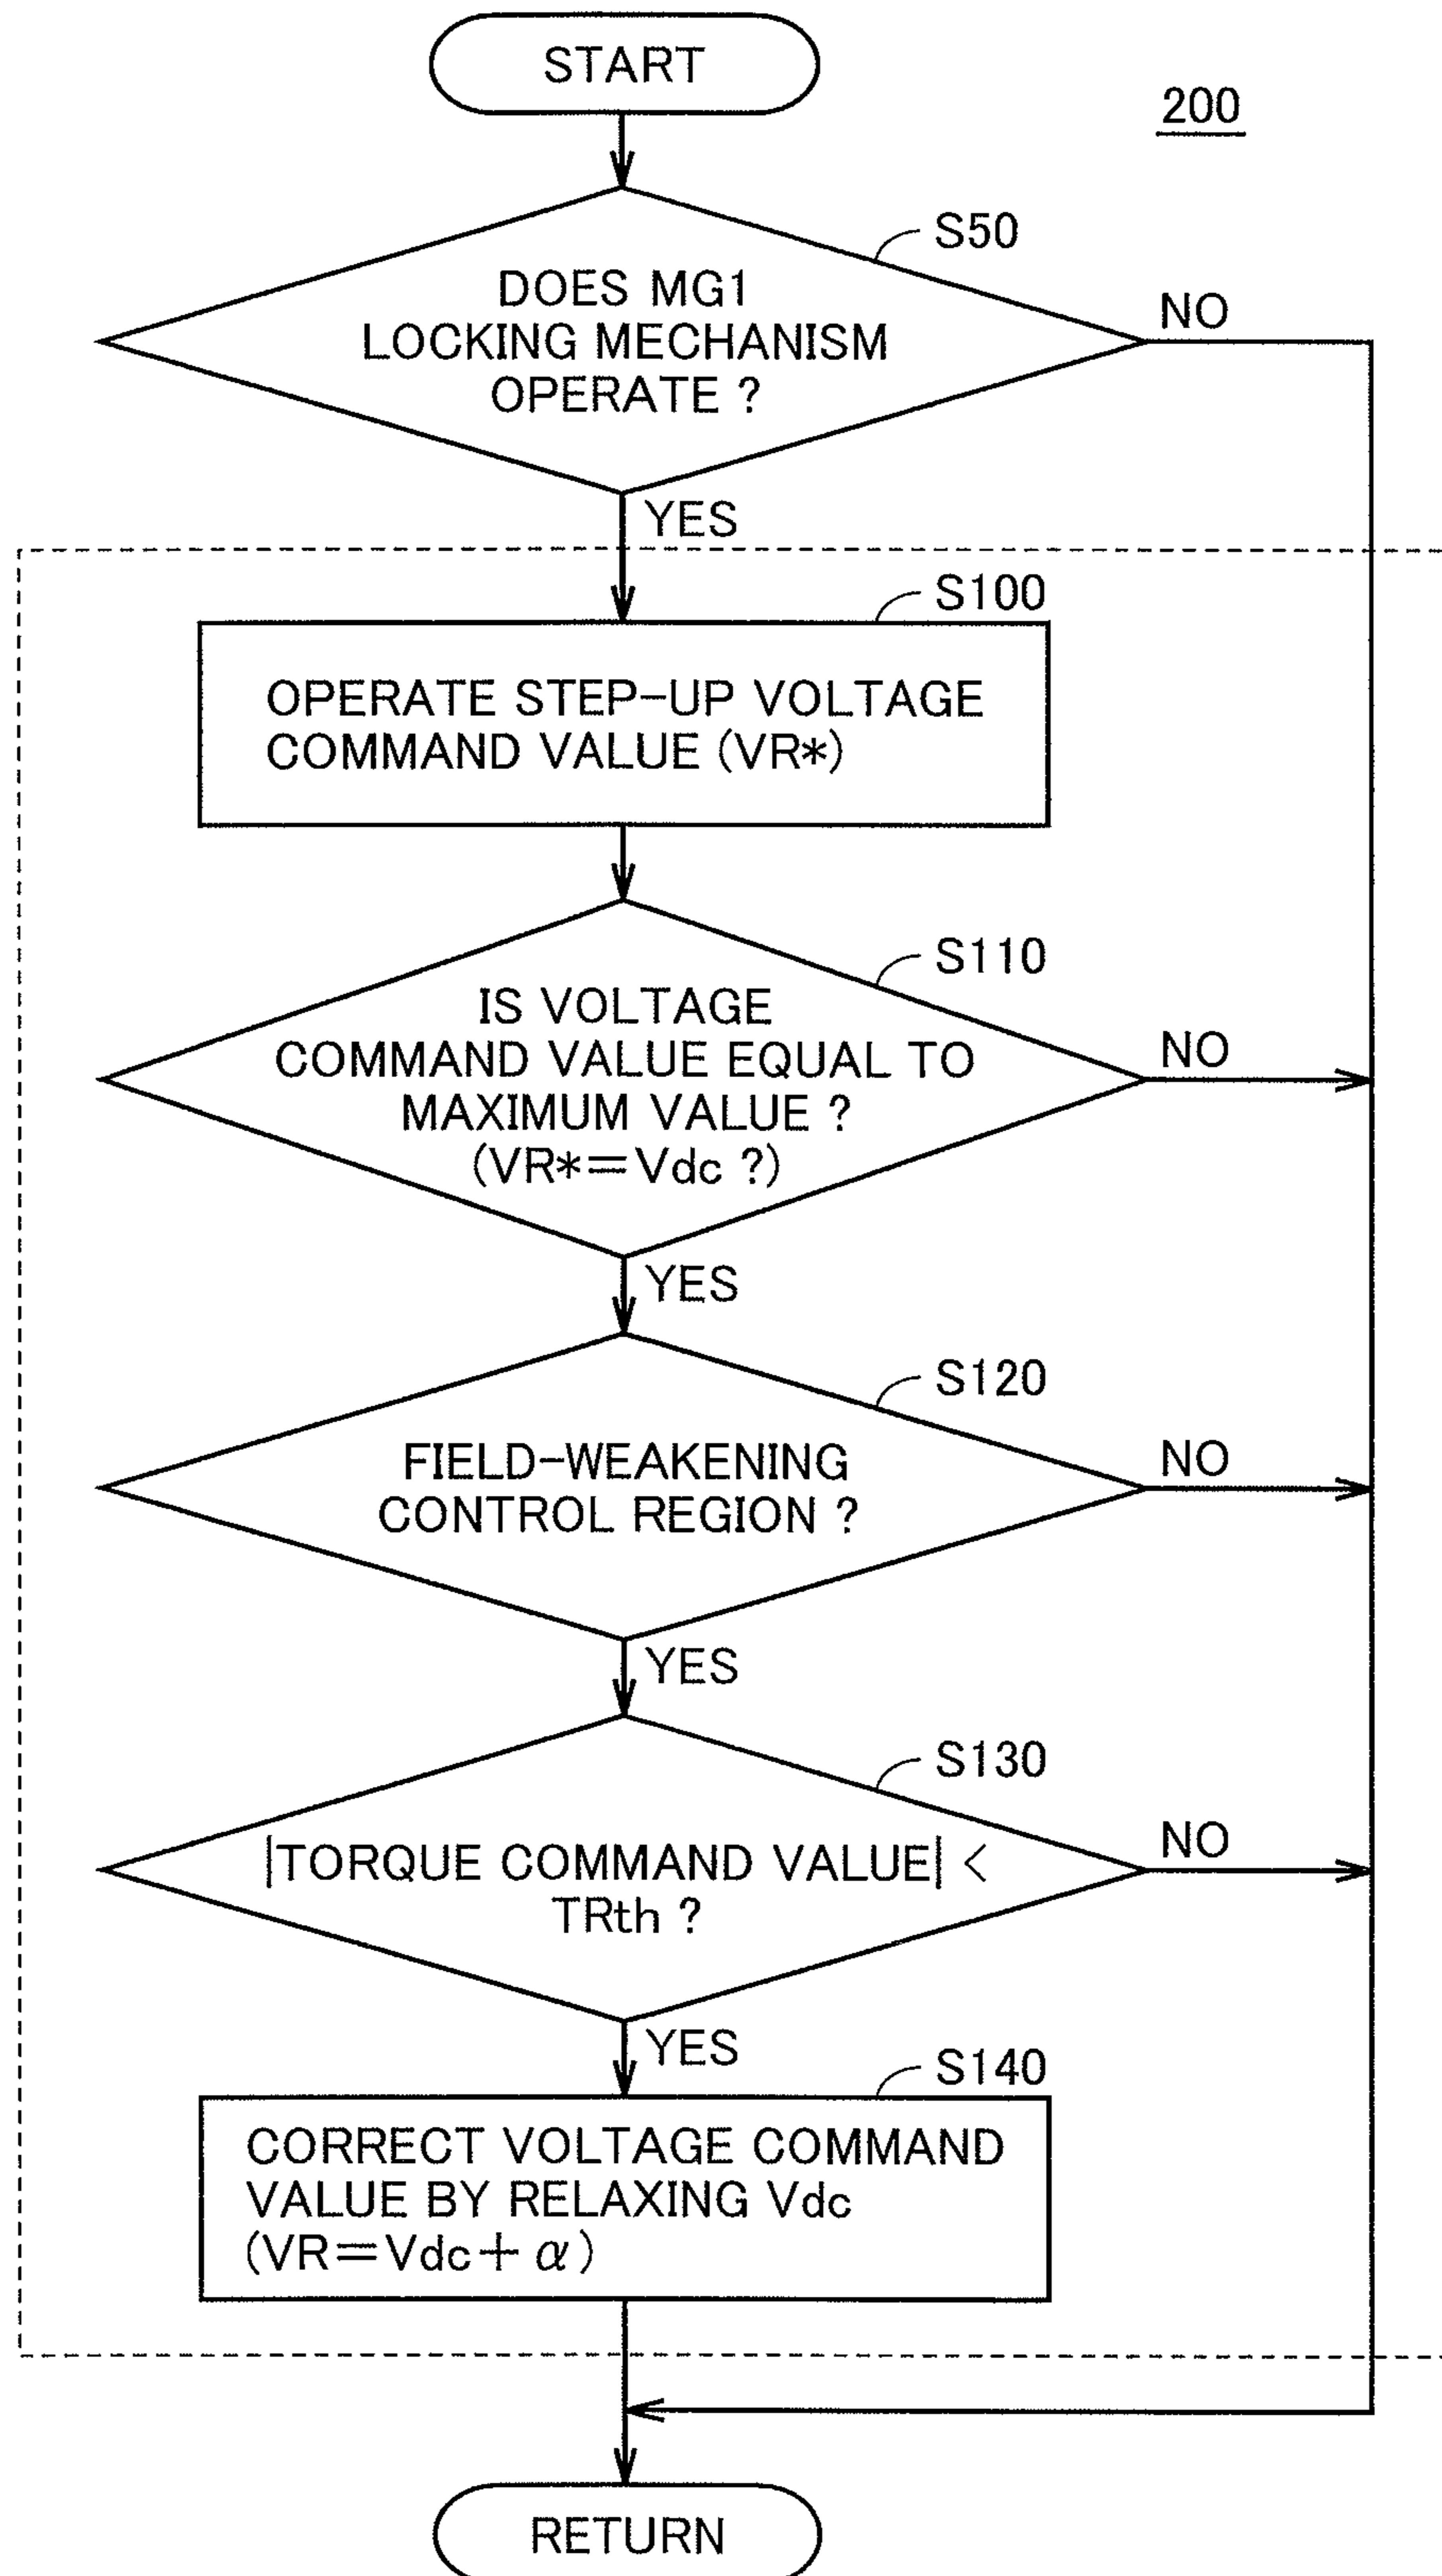 START
200
S50
DOES MG1
LOCKING MECHANISM
OPERATE ?
NO
YES
S100
OPERATE STEP-UP VOLTAGE
COMMAND VALUE (VR*)
S110
IS VOLTAGE
COMMAND VALUE EQUAL TO
MAXIMUM VALUE ?
(VR*=Vdc ?)
NO
YES
S120
FIELD-WEAKENING
CONTROL REGION ?
NO
YES
S130
|TORQUE COMMAND VALUE| <
TRth ?
NO
YES
S140
CORRECT VOLTAGE COMMAND
VALUE BY RELAXING Vdc
(VR=Vdc+α)
RETURN